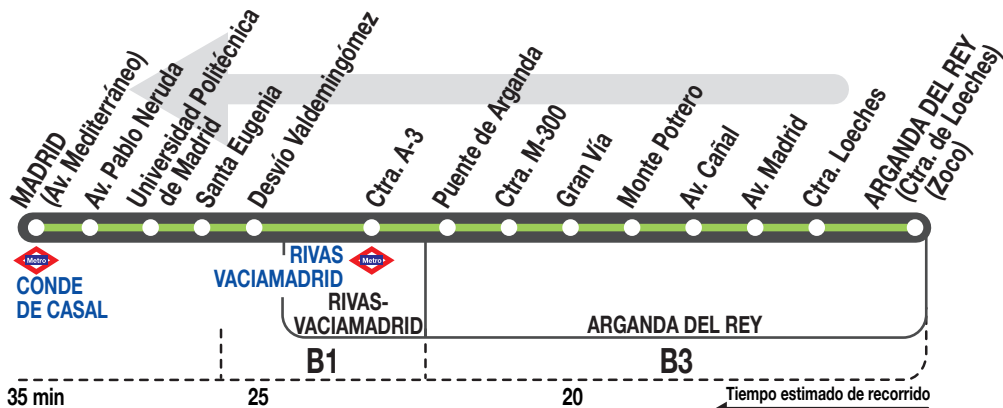 MADRID
(Av. Mediterráneo)
Av. Pablo Neruda
Universidad Politécnica
de Madrid
Santa Eugenia
Desvío Valdemingómez
Ctra. A-3
Puente de Arganda
Ctra. M-300
Gran Vía
Monte Potrero
Av. Cañal
Av. Madrid
Ctra. Loeches
ARGANDA DEL REY
(Ctra. de Loeches)
(Zoco)
Metro
CONDE
DE CASAL
RIVAS
VACIAMADRID
Metro
RIVAS-
VACIAMADRID
ARGANDA DEL REY
B1
B3
35 min
25
20
Tiempo estimado de recorrido